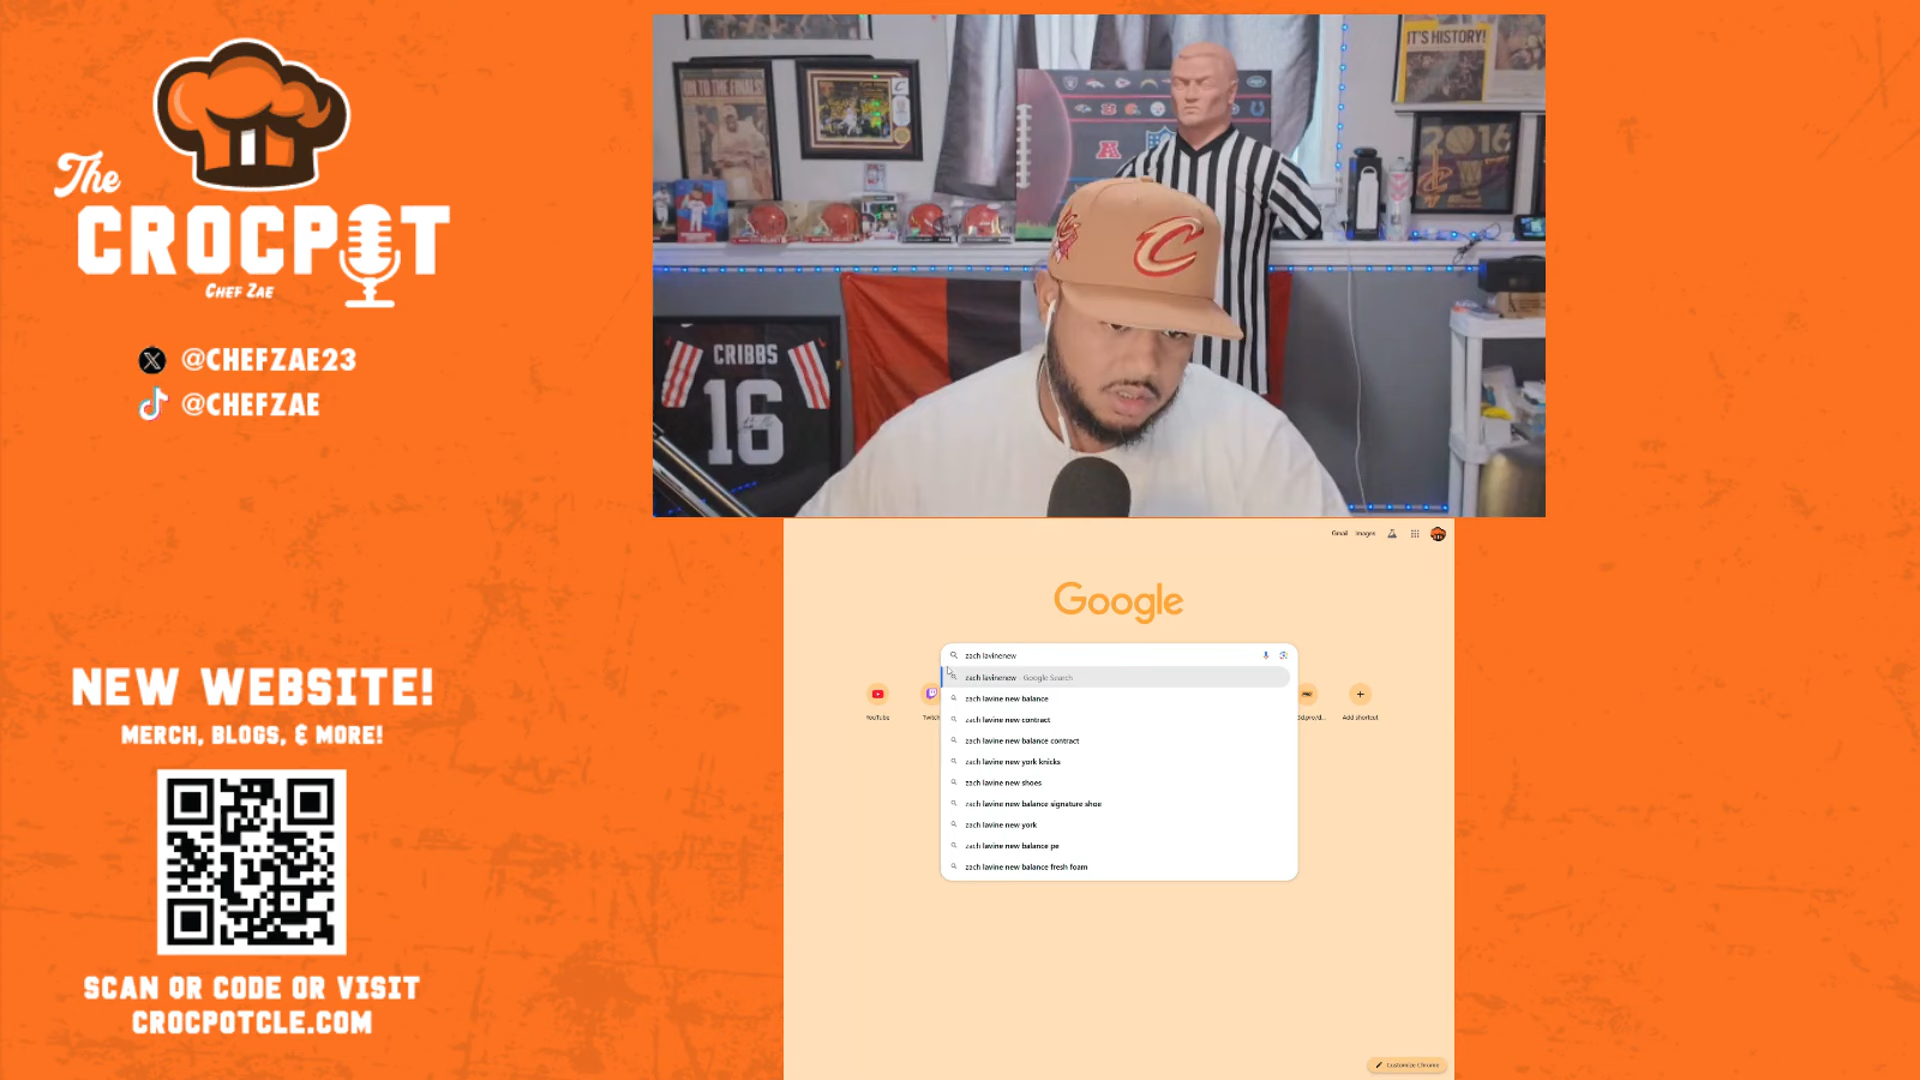 The
CROCPOT
CHEF ZAE
@CHEFZAE23
@CHEFZAE
NEW WEBSITE!
MERCH, BLOGS, & MORE!
SCAN QR CODE OR VISIT
CROCPOTCLE.COM
ON TO THE FINALS
IT'S HISTORY!
2016
C
CRIBBS
16
Gmail Images
Google
zach lavinenew
zach lavinenew - Google Search
zach lavine new balance
zach lavine new contract
zach lavine new balance contract
zach lavine new york knicks
zach lavine new shoes
zach lavine new balance signature shoe
zach lavine new york
zach lavine new balance pe
zach lavine new balance fresh foam
YouTube
Twitch
Add shortcut
Customize Chrome